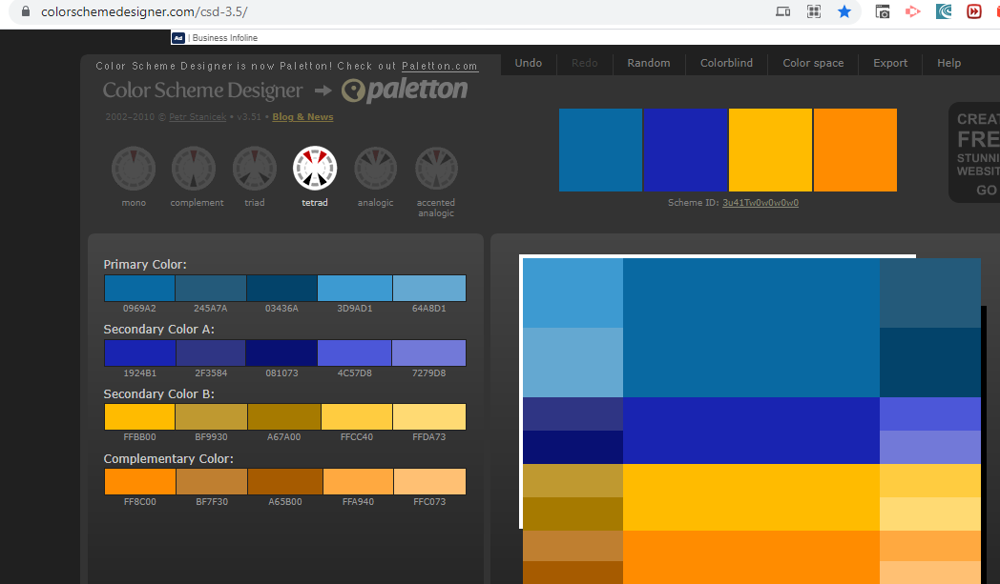 colorschemedesigner.com/csd-3.5/
Ad | Business Infoline
Color Scheme Designer is now Paletton! Check out Paletton.com
Color Scheme Designer → paletton
2002–2010 © Petr Stanicek • v3.51 • Blog & News
Undo Redo Random Colorblind Color space Export Help
mono complement triad tetrad analogic accented
analogic
Scheme ID: 3u41Tw0w0w0w0
CREAT
FREE
STUNNI
WEBSIT
GO
Primary Color:
0969A2 245A7A 03436A 3D9AD1 64A8D1
Secondary Color A:
1924B1 2F3584 081073 4C57D8 7279D8
Secondary Color B:
FFBB00 BF9930 A67A00 FFCC40 FFDA73
Complementary Color:
FF8C00 BF7F30 A65B00 FFA940 FFC073